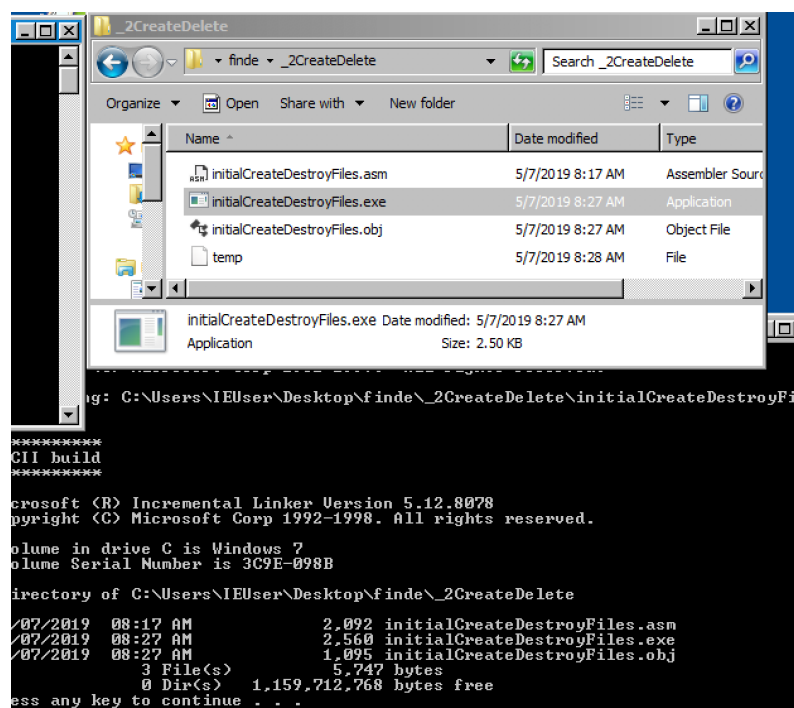 _2CreateDelete
finde _2CreateDelete Search _2CreateDelete
Organize Open Share with New folder
Name Date modified Type
initialCreateDestroyFiles.asm 5/7/2019 8:17 AM Assembler Sourc
initialCreateDestroyFiles.exe 5/7/2019 8:27 AM Application
initialCreateDestroyFiles.obj 5/7/2019 8:27 AM Object File
temp 5/7/2019 8:28 AM File
initialCreateDestroyFiles.exe Date modified: 5/7/2019 8:27 AM
Application Size: 2.50 KB
ng: C:\Users\IEUser\Desktop\finde\_2CreateDelete\initialCreateDestroyFi
*********
CII build
*********
crosoft (R) Incremental Linker Version 5.12.8078
pyright (C) Microsoft Corp 1992-1998. All rights reserved.
olume in drive C is Windows 7
olume Serial Number is 3C9E-098B
irectory of C:\Users\IEUser\Desktop\finde\_2CreateDelete
/07/2019 08:17 AM 2,092 initialCreateDestroyFiles.asm
/07/2019 08:27 AM 2,560 initialCreateDestroyFiles.exe
/07/2019 08:27 AM 1,095 initialCreateDestroyFiles.obj
3 File(s) 5,747 bytes
0 Dir(s) 1,159,712,768 bytes free
ess any key to continue . . .